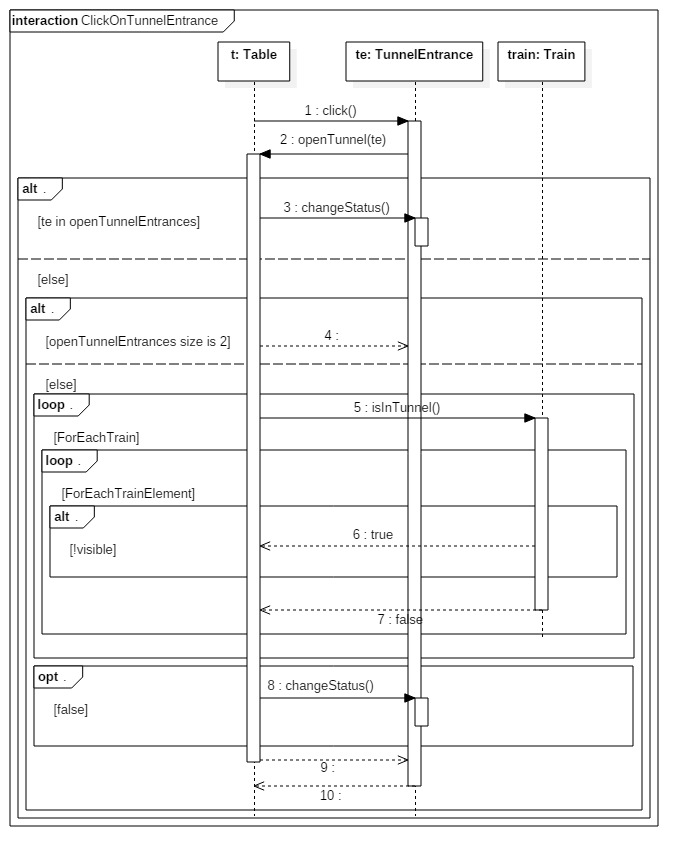 interaction ClickOnTunnelEntrance
t: Table
te: TunnelEntrance
train: Train
1 : click()
2 : openTunnel(te)
alt .
3 : changeStatus()
[te in openTunnelEntrances]
[else]
alt .
4 :
[openTunnelEntrances size is 2]
[else]
loop .
5 : isInTunnel()
[ForEachTrain]
loop .
[ForEachTrainElement]
alt .
6 : true
[!visible]
7 : false
opt .
8 : changeStatus()
[false]
9 :
10 :